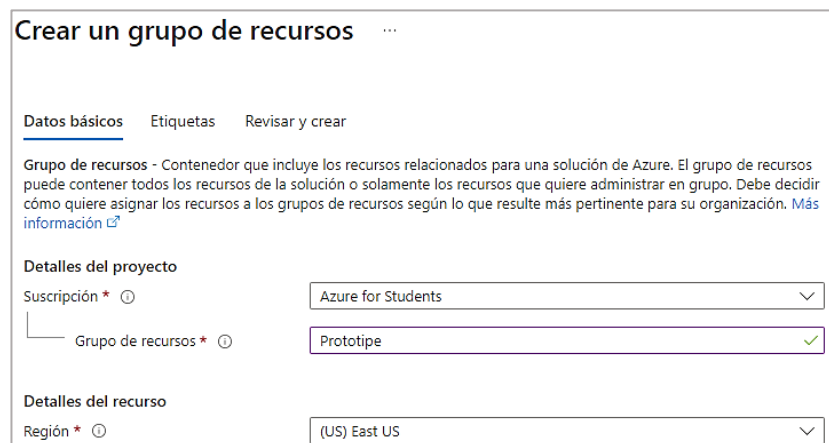 Crear un grupo de recursos ...
Datos básicos Etiquetas Revisar y crear
Grupo de recursos - Contenedor que incluye los recursos relacionados para una solución de Azure. El grupo de recursos
puede contener todos los recursos de la solución o solamente los recursos que quiere administrar en grupo. Debe decidir
cómo quiere asignar los recursos a los grupos de recursos según lo que resulte más pertinente para su organización. Más
información
Detalles del proyecto
Suscripción * Azure for Students
Grupo de recursos * Prototipe
Detalles del recurso
Región * (US) East US